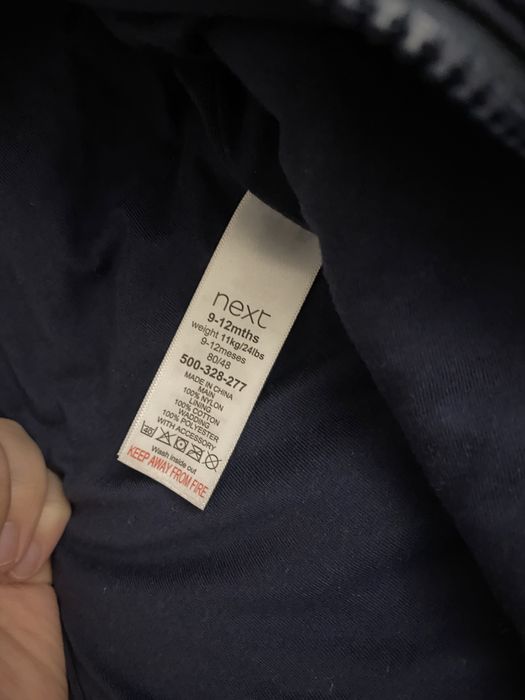 next
9-12mths
weight 11kg/24lbs
9-12meses
80/48
500-328-277
MADE IN CHINA
MAIN
100% NYLON
LINING
100% COTTON
WADDING
100% POLYESTER
WITH ACCESSORY
40
Wash inside out
KEEP AWAY FROM FIRE